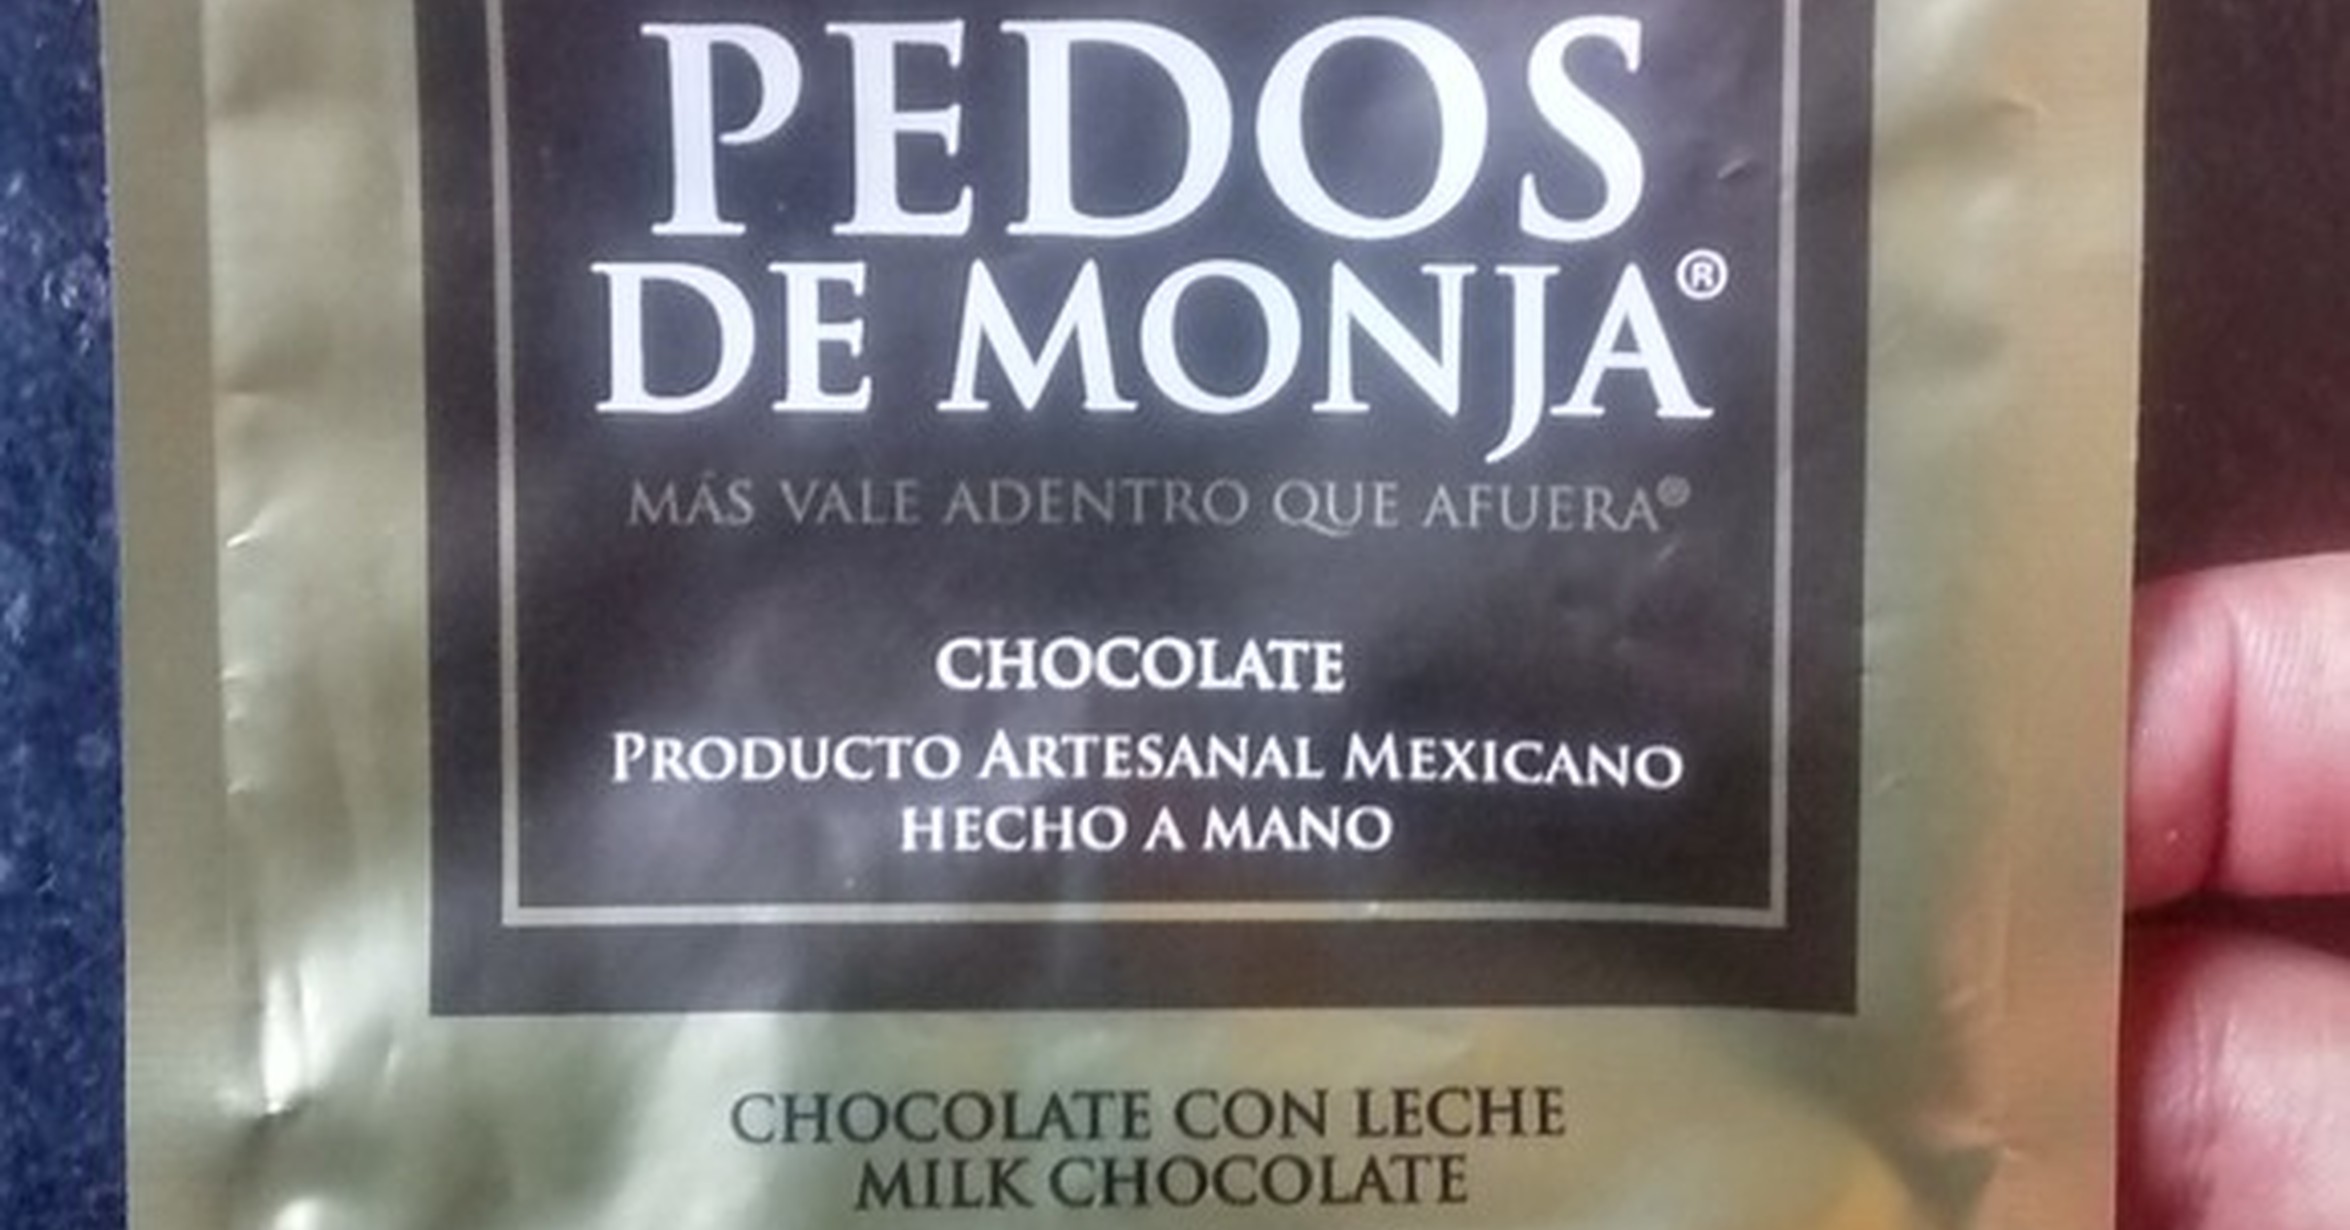 PEDOS
DE MONJA®
MÁS VALE ADENTRO QUE AFUERA®
CHOCOLATE
PRODUCTO ARTESANAL MEXICANO
HECHO A MANO
CHOCOLATE CON LECHE
MILK CHOCOLATE